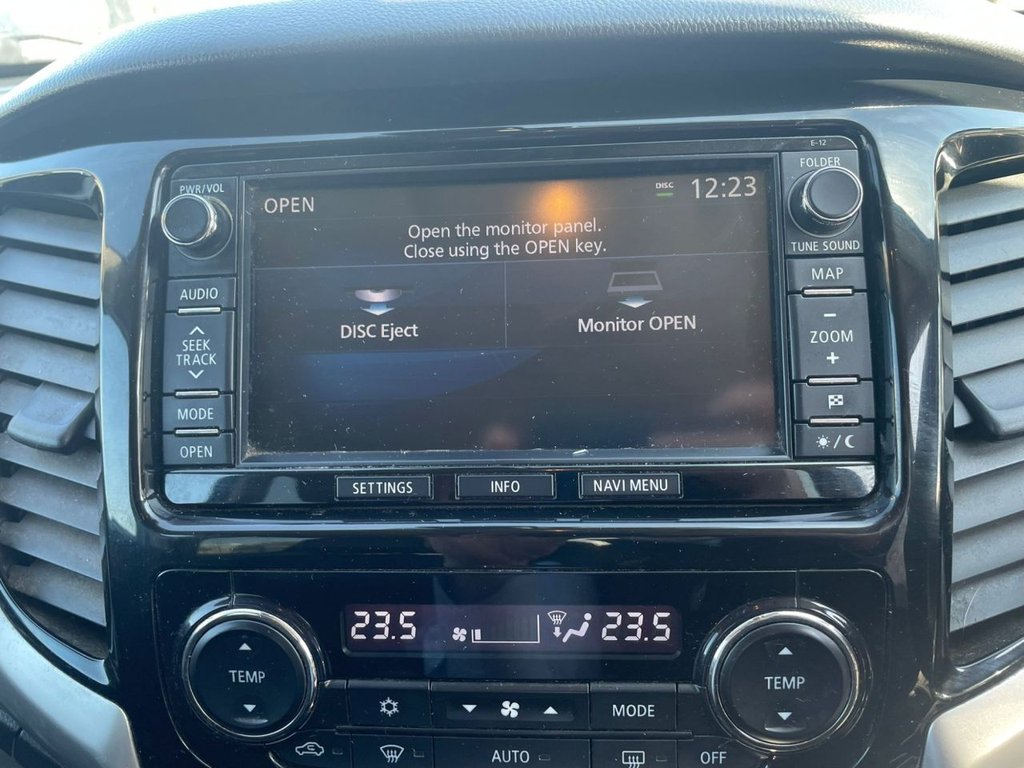 E-12
PWR/VOL
FOLDER
OPEN
DISC
12:23
Open the monitor panel.
Close using the OPEN key.
TUNE SOUND
AUDIO
MAP
DISC Eject
Monitor OPEN
SEEK
TRACK
-
ZOOM
+
MODE
OPEN
SETTINGS
INFO
NAVI MENU
23.5
23.5
TEMP
TEMP
MODE
AUTO
OFF